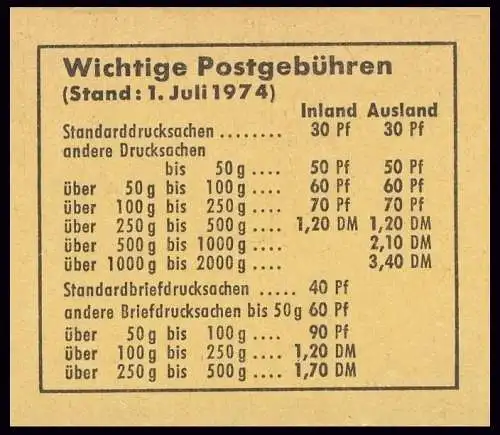 Wichtige Postgebühren
(Stand: 1. Juli 1974)
Inland Ausland
Standarddrucksachen ........ 30 Pf 30 Pf
andere Drucksachen
bis 50 g .... 50 Pf 50 Pf
über 50 g bis 100 g .... 60 Pf 60 Pf
über 100 g bis 250 g .... 70 Pf 70 Pf
über 250 g bis 500 g .... 1,20 DM 1,20 DM
über 500 g bis 1000 g .... 2,10 DM
über 1000 g bis 2000 g .... 3,40 DM
Standardbriefdrucksachen ..... 40 Pf
andere Briefdrucksachen bis 50 g 60 Pf
über 50 g bis 100 g .... 90 Pf
über 100 g bis 250 g .... 1,20 DM
über 250 g bis 500 g .... 1,70 DM